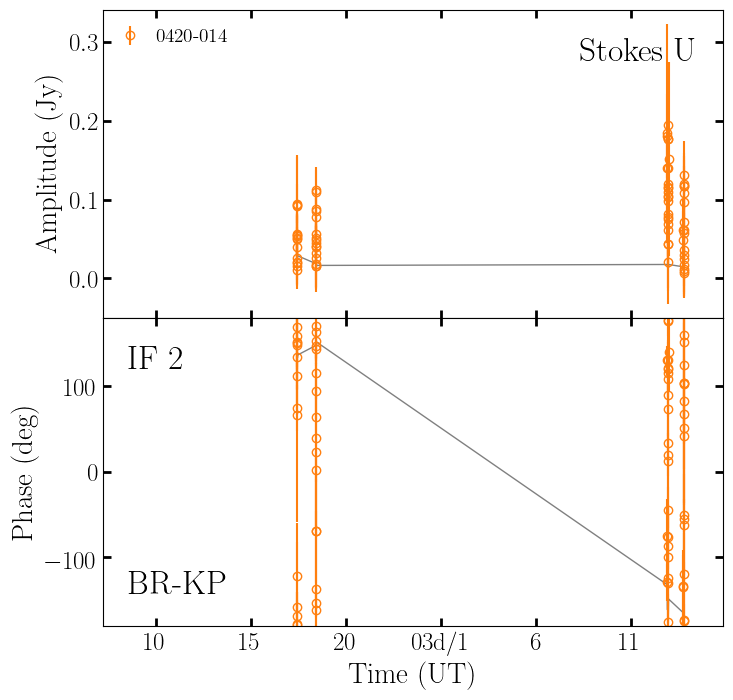 0420-014
Stokes U
Amplitude (Jy)
0.3
0.2
0.1
0.0
IF 2
BR-KP
Phase (deg)
100
0
−100
10 15 20 03d/1 6 11
Time (UT)